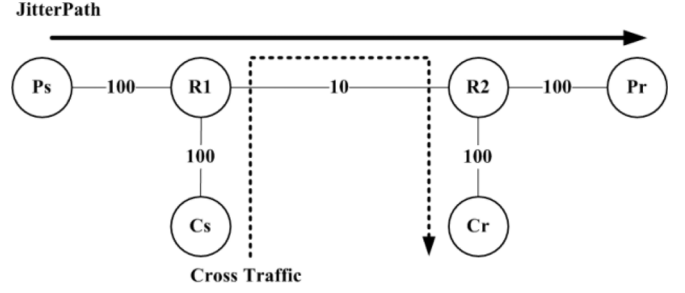 JitterPath
Ps 100 R1 10 R2 100 Pr
100 100
Cs Cr
Cross Traffic